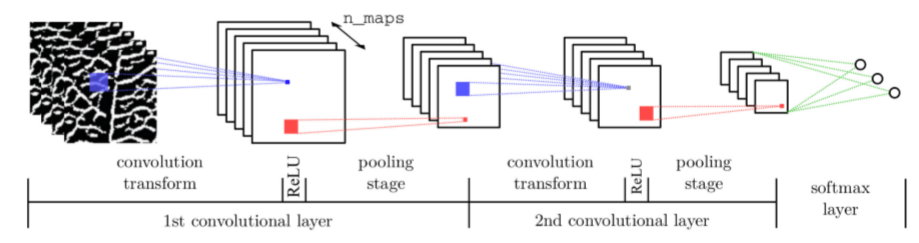 n_maps
convolution
transform
ReLU
pooling
stage
convolution
transform
ReLU
pooling
stage
softmax
layer
1st convolutional layer
2nd convolutional layer